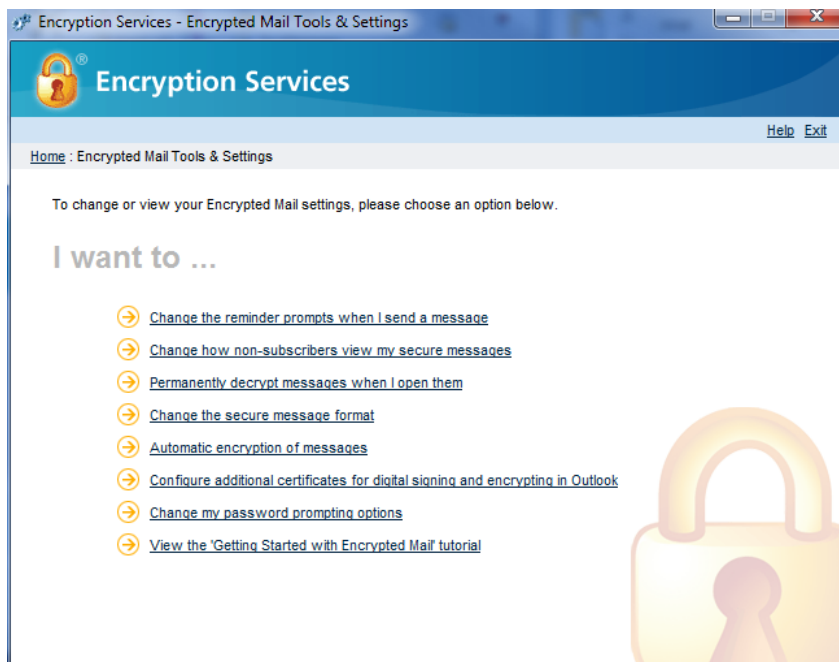 Encryption Services - Encrypted Mail Tools & Settings
® Encryption Services
Help Exit
Home : Encrypted Mail Tools & Settings
To change or view your Encrypted Mail settings, please choose an option below.
I want to ...
Change the reminder prompts when I send a message
Change how non-subscribers view my secure messages
Permanently decrypt messages when I open them
Change the secure message format
Automatic encryption of messages
Configure additional certificates for digital signing and encrypting in Outlook
Change my password prompting options
View the 'Getting Started with Encrypted Mail' tutorial